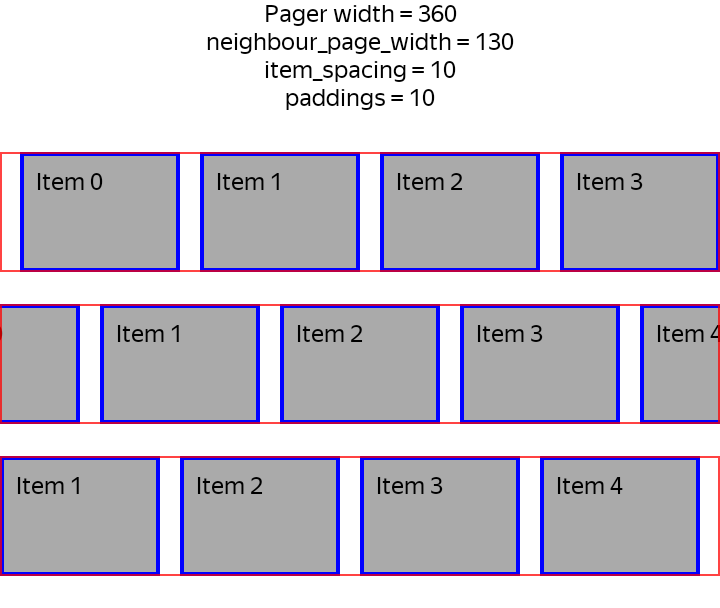 Pager width = 360
neighbour_page_width = 130
item_spacing = 10
paddings = 10
Item 0 Item 1 Item 2 Item 3
Item 1 Item 2 Item 3 Item 4
Item 1 Item 2 Item 3 Item 4